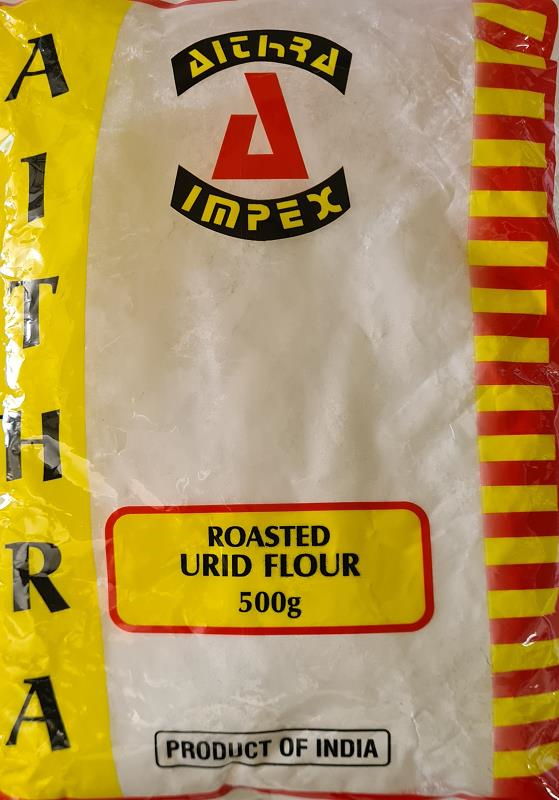 AITHRA
AITHRA
IMPEX
ROASTED
URID FLOUR
500g
PRODUCT OF INDIA